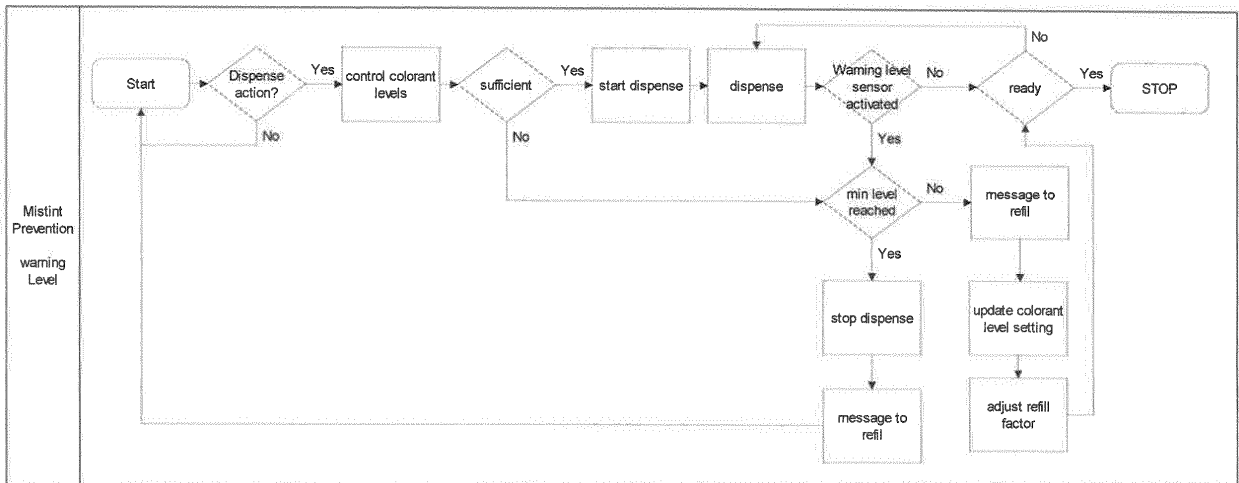 Mistint
Prevention
warning
Level
Start
Dispense
action?
Yes
No
control colorant
levels
sufficient
Yes
No
start dispense
dispense
Warning level
sensor
activated
No
Yes
No
ready
Yes
STOP
min level
reached
No
Yes
message to
refil
stop dispense
update colorant
level setting
message to
refil
adjust refill
factor